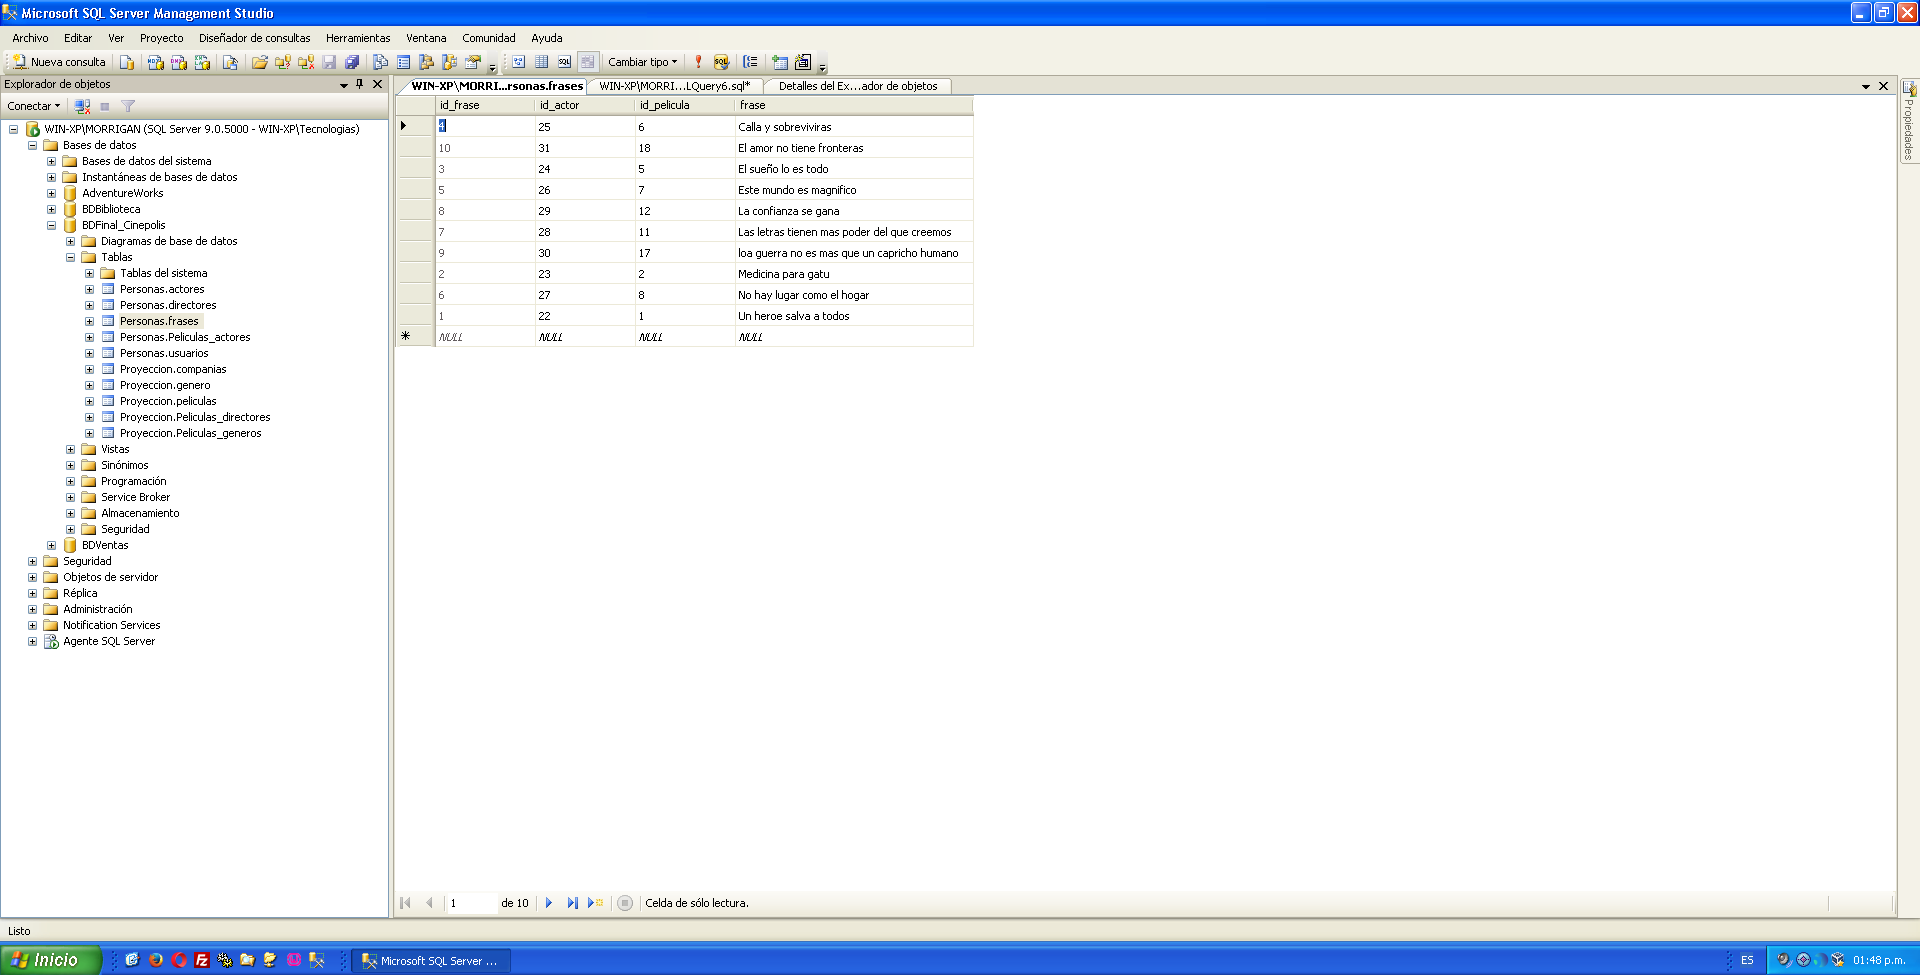 Microsoft SQL Server Management Studio
Archivo Editar Ver Proyecto Diseñador de consultas Herramientas Ventana Comunidad Ayuda
Nueva consulta SQL Cambiar tipo
Explorador de objetos
Conectar
WIN-XP\MORRIGAN (SQL Server 9.0.5000 - WIN-XP\Tecnologias)
Bases de datos
Bases de datos del sistema
Instantáneas de bases de datos
AdventureWorks
BDBiblioteca
BDFinal_Cinepolis
Diagramas de base de datos
Tablas
Tablas del sistema
Personas.actores
Personas.directores
Personas.frases
Personas.Peliculas_actores
Personas.usuarios
Proyeccion.companias
Proyeccion.genero
Proyeccion.peliculas
Proyeccion.Peliculas_directores
Proyeccion.Peliculas_generos
Vistas
Sinónimos
Programación
Service Broker
Almacenamiento
Seguridad
BDVentas
Seguridad
Objetos de servidor
Réplica
Administración
Notification Services
Agente SQL Server
WIN-XP\MORRI...rsonas.frases WIN-XP\MORRI...LQuery6.sql* Detalles del Ex...ador de objetos
id_frase id_actor id_pelicula frase
4 25 6 Calla y sobreviviras
10 31 18 El amor no tiene fronteras
3 24 5 El sueño lo es todo
5 26 7 Este mundo es magnifico
8 29 12 La confianza se gana
7 28 11 Las letras tienen mas poder del que creemos
9 30 17 loa guerra no es mas que un capricho humano
2 23 2 Medicina para gatu
6 27 8 No hay lugar como el hogar
1 22 1 Un heroe salva a todos
NULL NULL NULL NULL
1 de 10 Celda de sólo lectura.
Propiedades
Listo
Inicio Microsoft SQL Server ... ES 01:48 p.m.